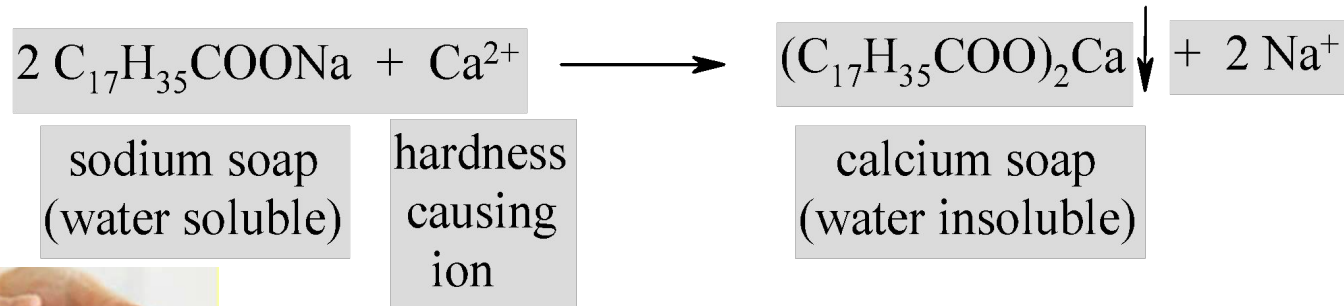 2 C₁₇H₃₅COONa + Ca²⁺ ⟶ (C₁₇H₃₅COO)₂Ca↓ + 2 Na⁺
sodium soap
(water soluble)
hardness
causing
ion
calcium soap
(water insoluble)